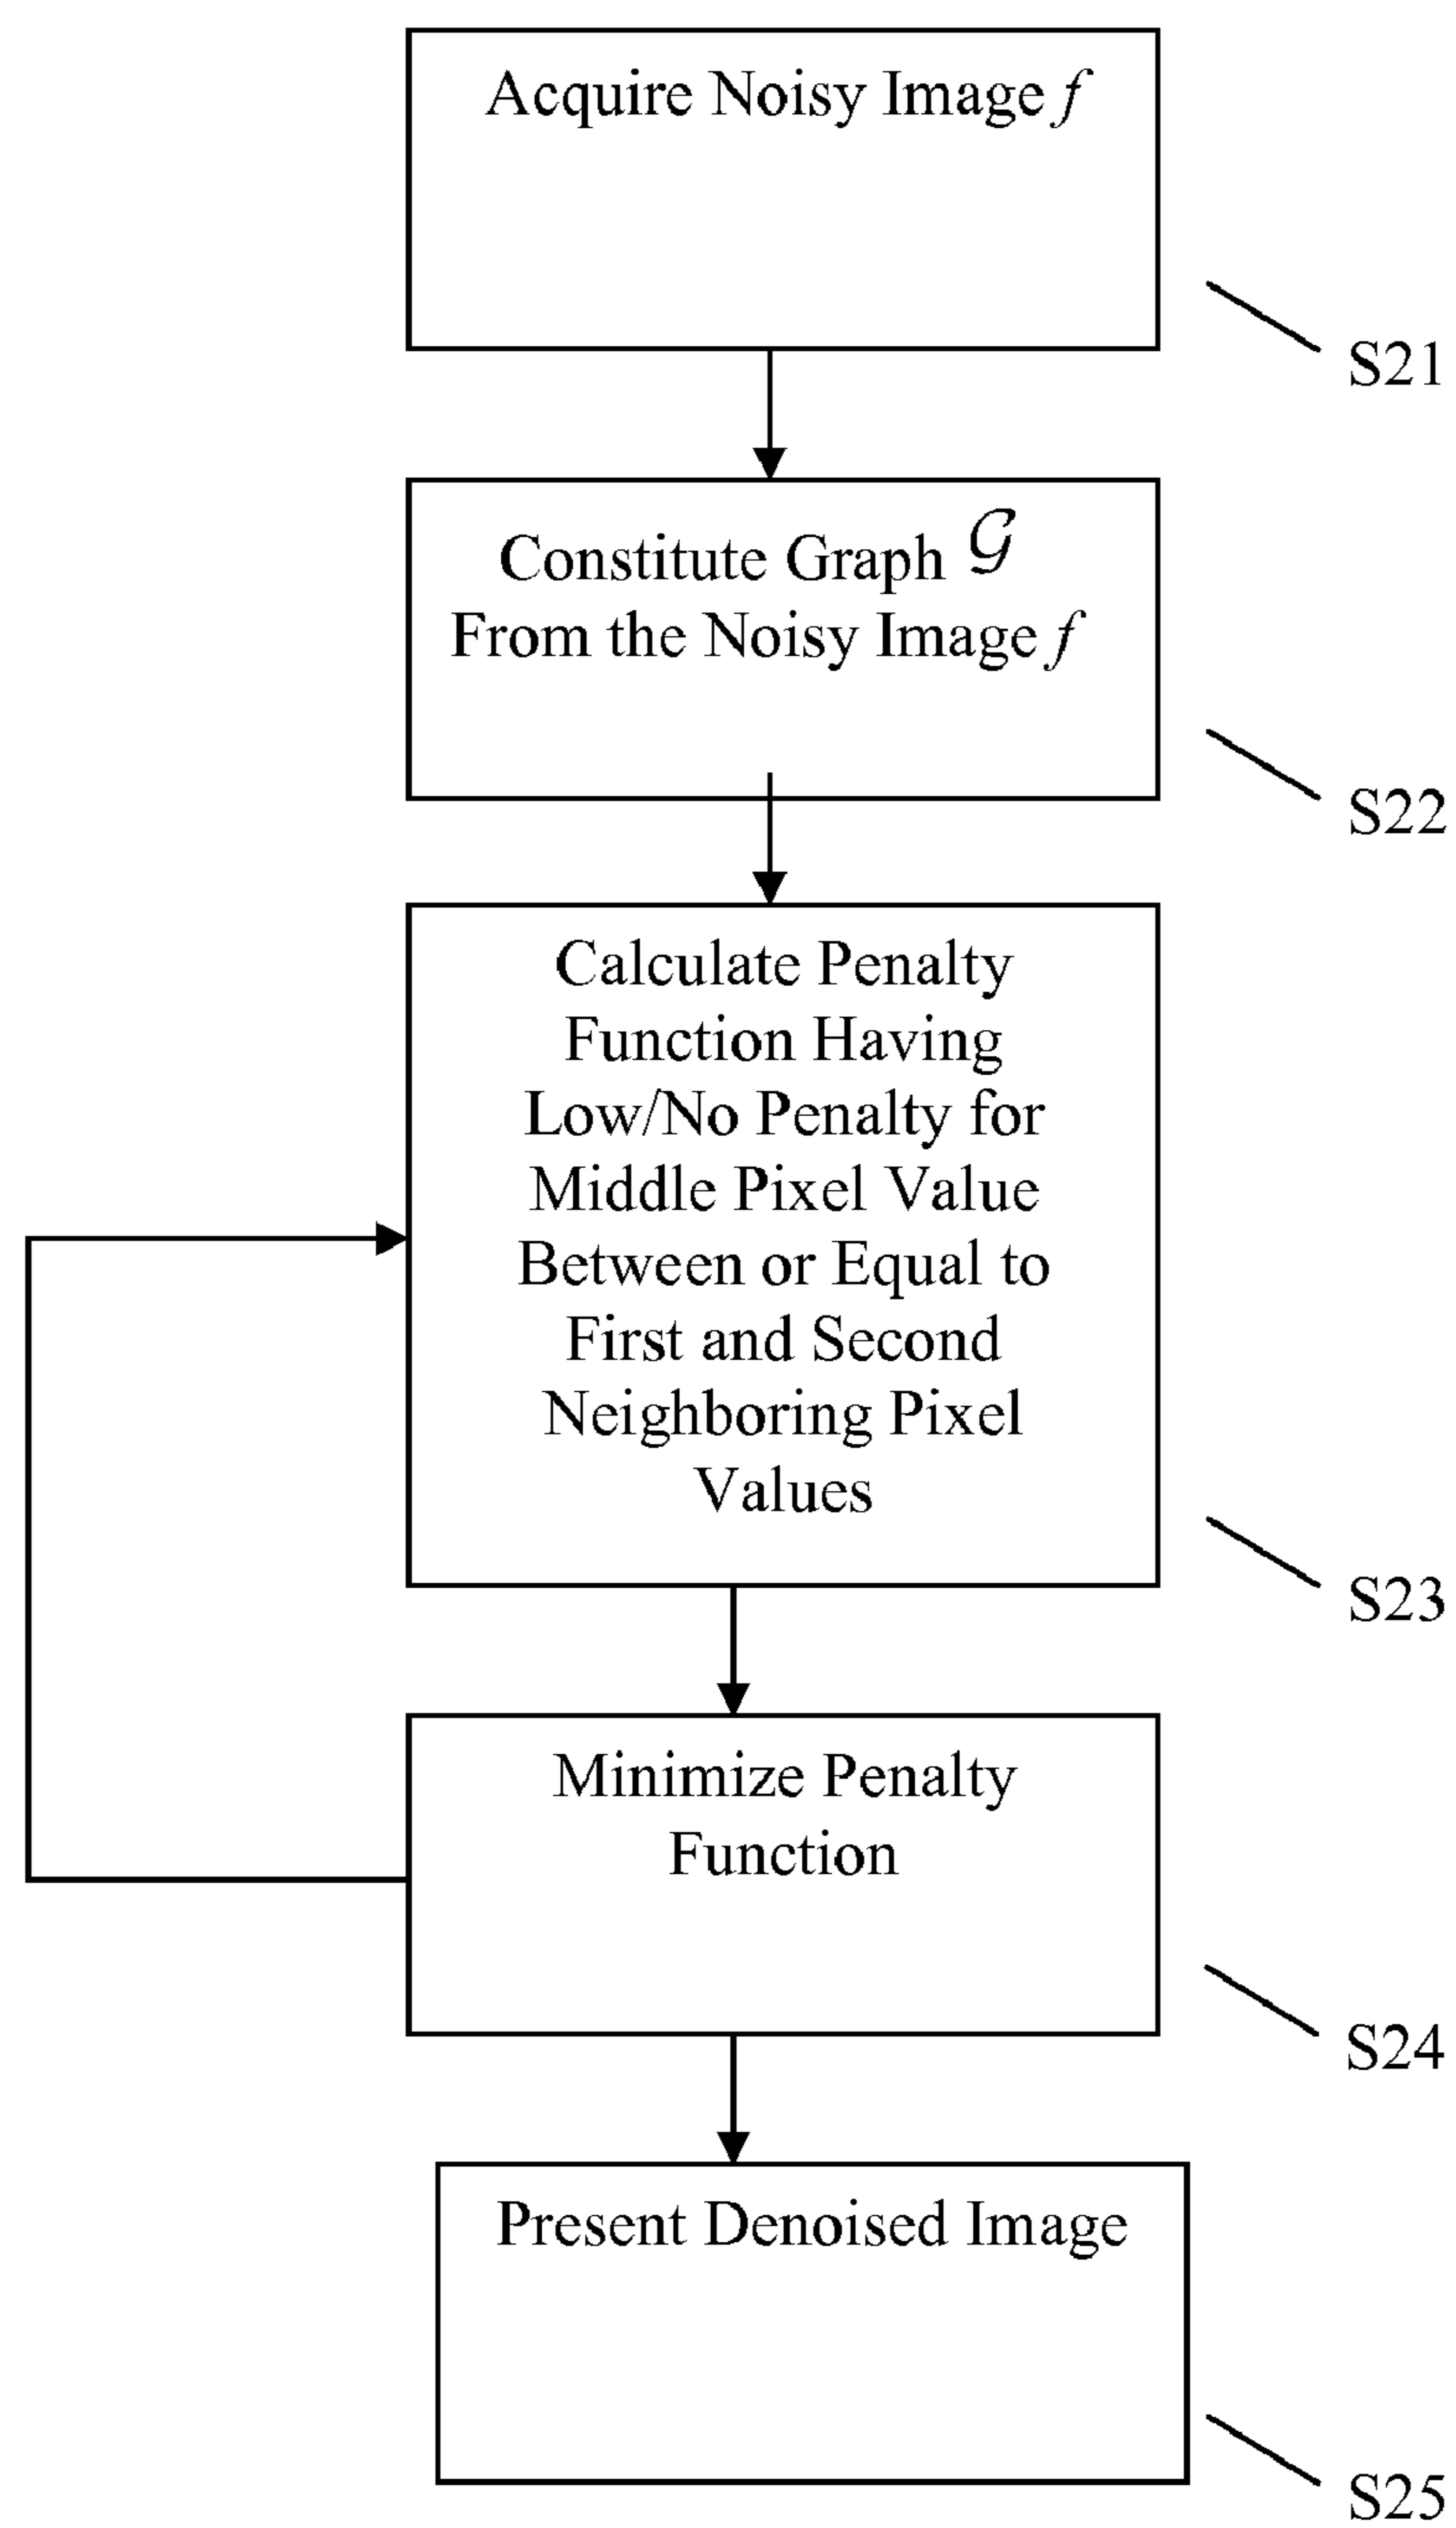 Acquire Noisy Image f
S21
Constitute Graph 𝒢
From the Noisy Image f
S22
Calculate Penalty
Function Having
Low/No Penalty for
Middle Pixel Value
Between or Equal to
First and Second
Neighboring Pixel
Values
S23
Minimize Penalty
Function
S24
Present Denoised Image
S25